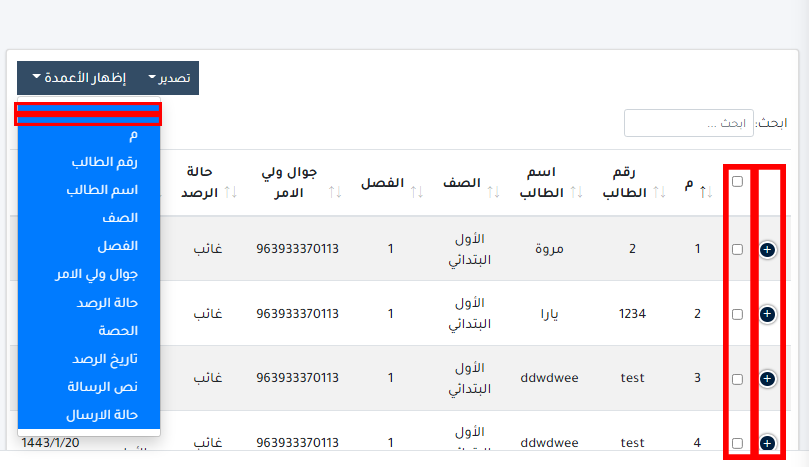 تصدير
إظهار الأعمدة
ابحث:
ابحث ...
م
رقم الطالب
اسم الطالب
الصف
الفصل
جوال ولي الامر
حالة الرصد
الحصة
تاريخ الرصد
نص الرسالة
حالة الارسال
م
رقم
الطالب
اسم
الطالب
الصف
الفصل
جوال ولي
الامر
حالة
الرصد
1 2 مروة الأول البتدائي 1 963933370113 غائب
2 1234 يارا الأول البتدائي 1 963933370113 غائب
3 test ddwdwee الأول البتدائي 1 963933370113 غائب
4 test ddwdwee الأول البتدائي 1 963933370113 غائب
1443/1/20